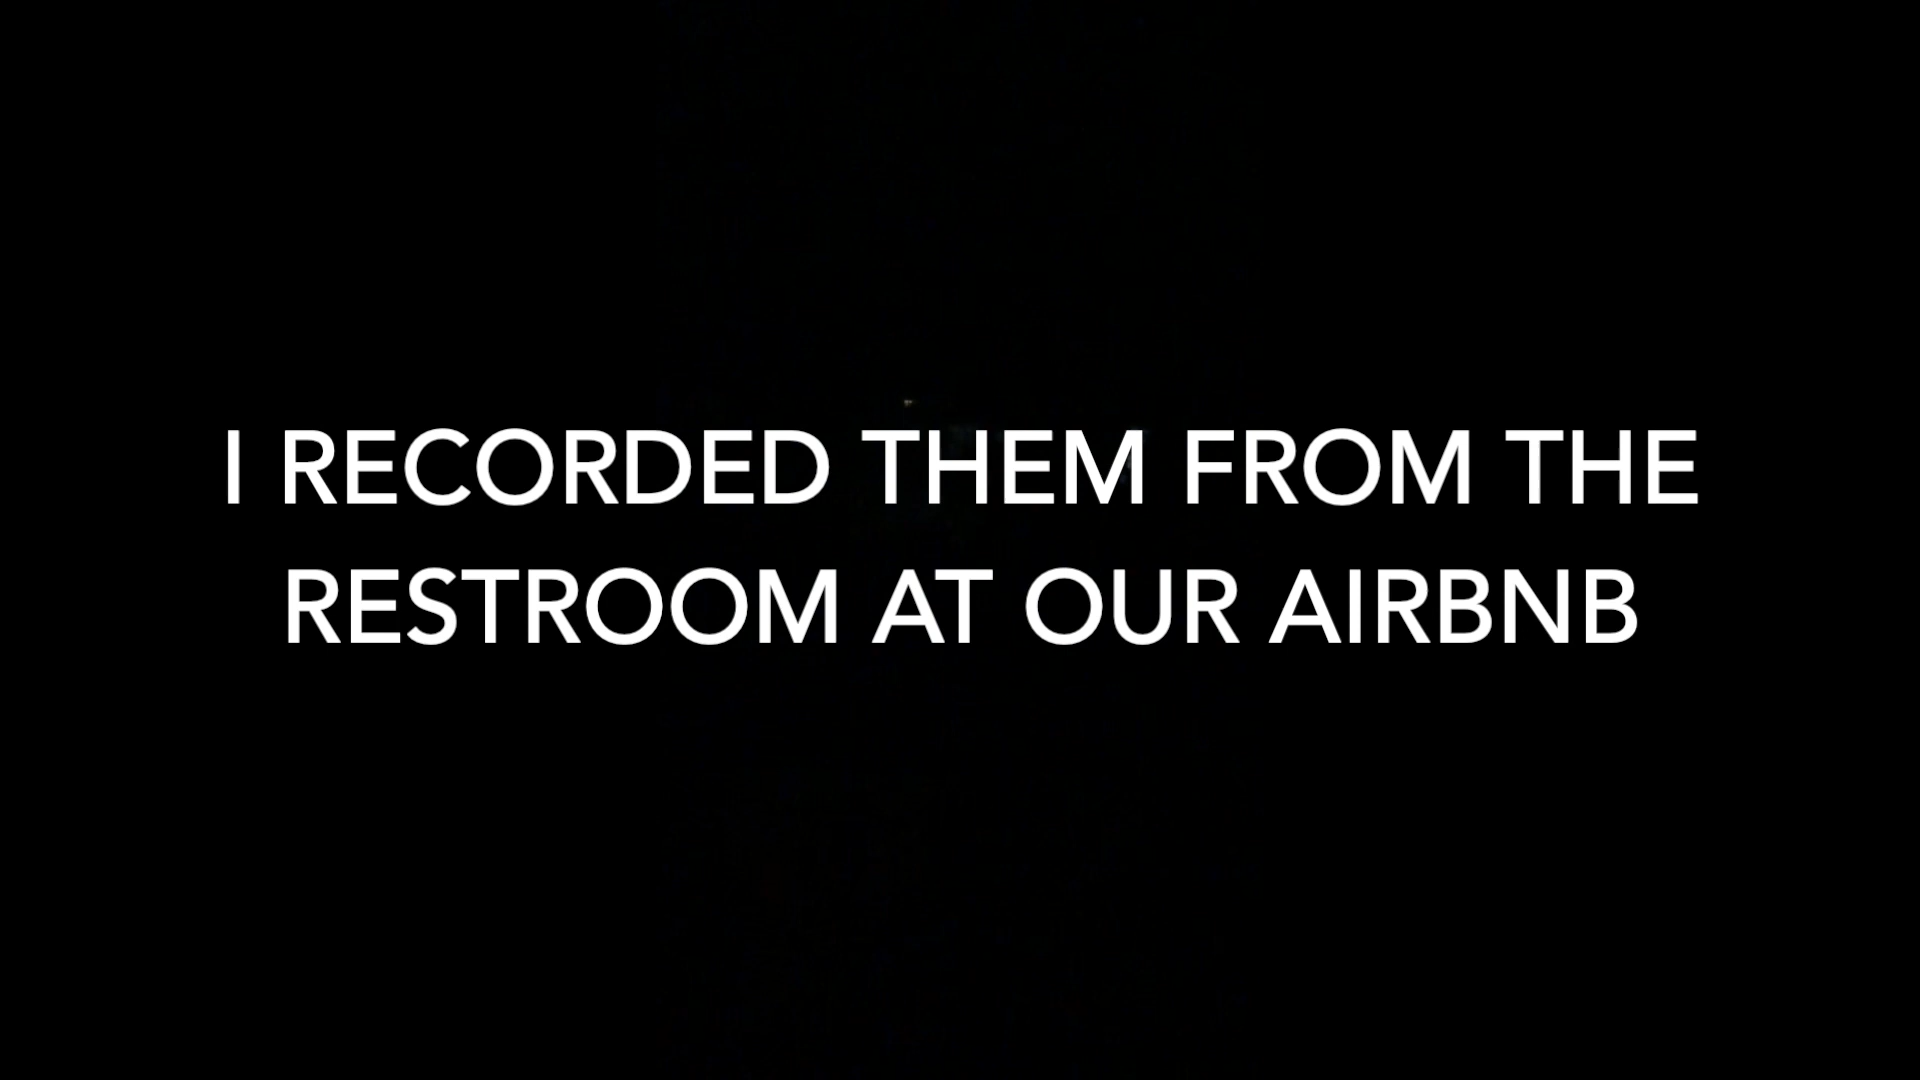 I RECORDED THEM FROM THE
RESTROOM AT OUR AIRBNB